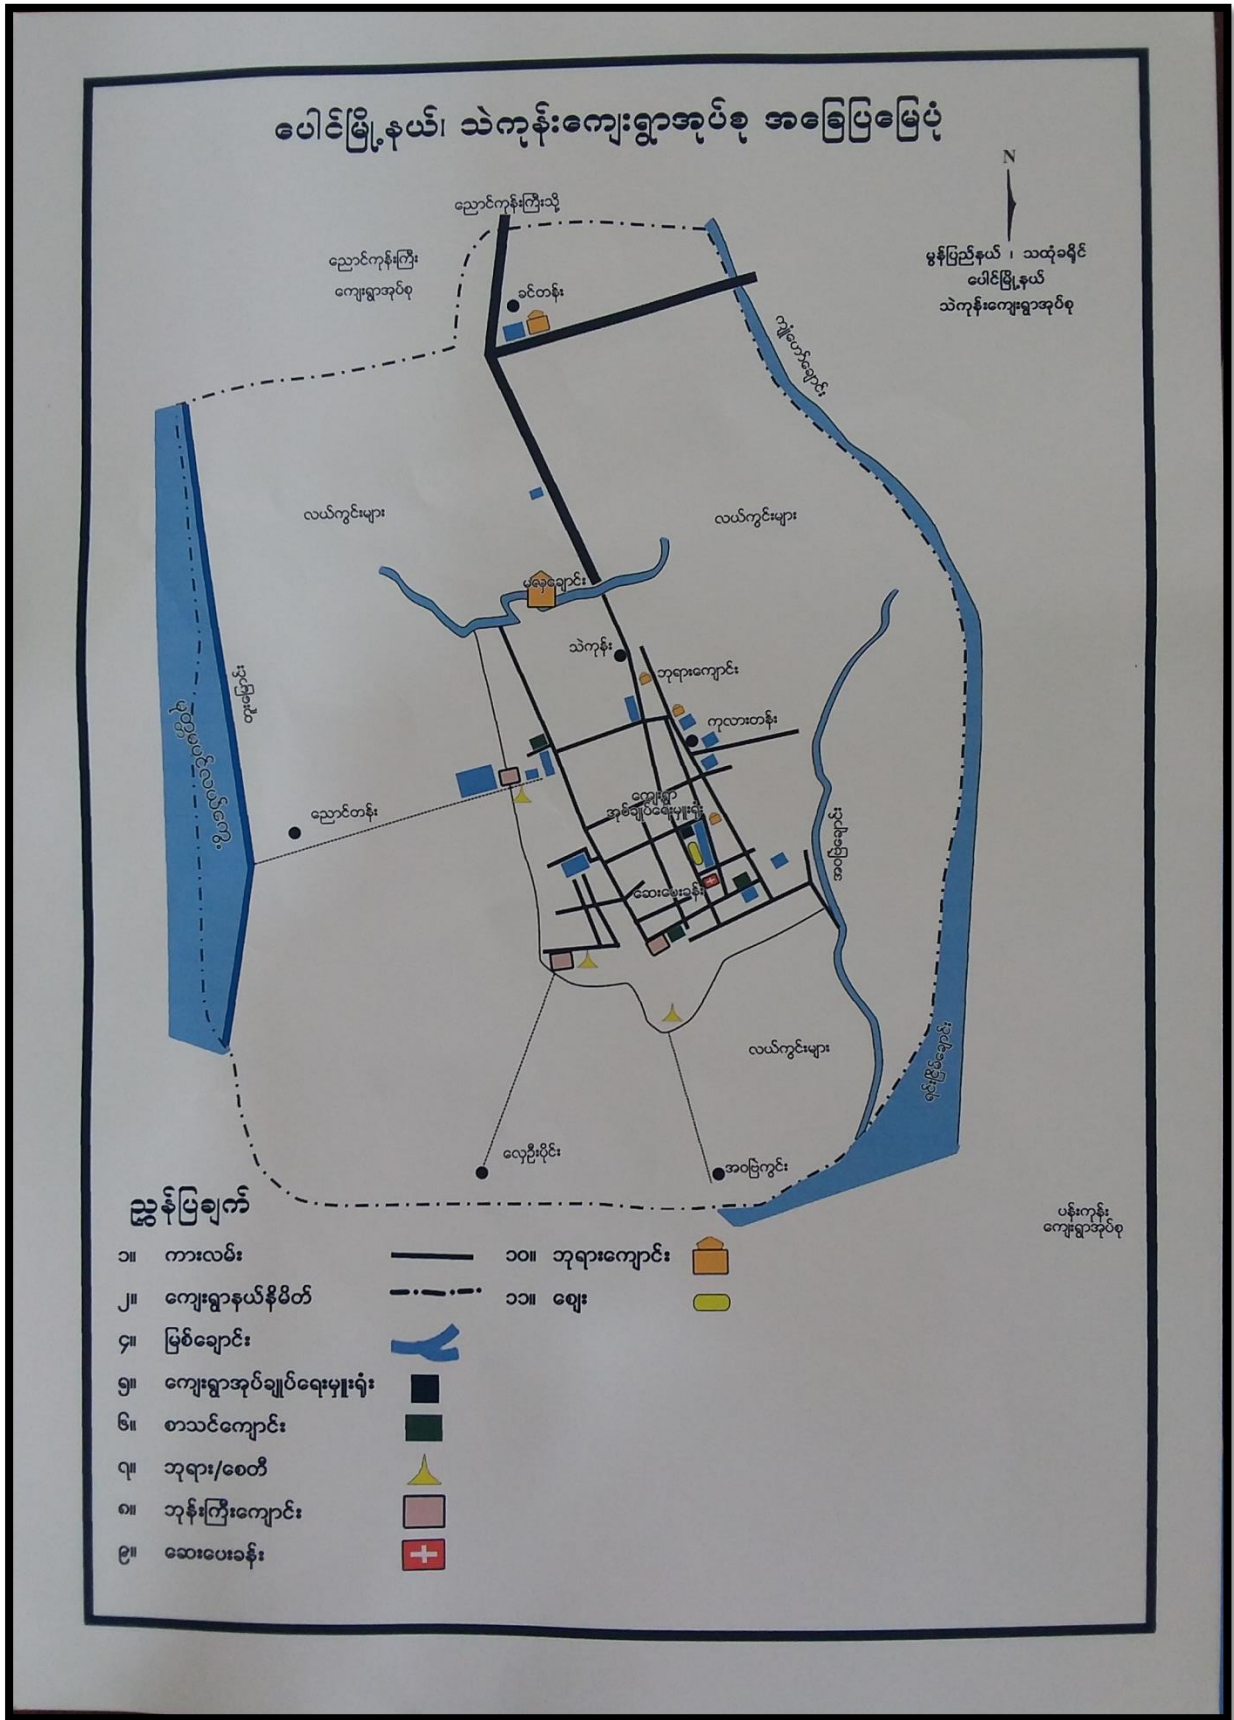 ပေါင်မြို့နယ်၊ သဲကုန်းကျေးရွာအုပ်စု အခြေပြမြေပုံ
N
မွန်ပြည်နယ် ၊ သထုံခရိုင်
ပေါင်မြို့နယ်
သဲကုန်းကျေးရွာအုပ်စု
ညောင်ကုန်းကြီးသို့
ညောင်ကုန်းကြီး
ကျေးရွာအုပ်စု
ခင်တန်း
လယ်ကွင်းများ
လယ်ကွင်းများ
သဲကုန်း
ဘုရားကျောင်း
ကုလားတန်း
ညောင်တန်း
ကျေးရွာ
အုပ်ချုပ်ရေးမှူးရုံး
ဆေးပေးခန်း
လယ်ကွင်းများ
ရင်းငြိမ်ချောင်း
လှေဦးပိုင်း
အဝဗြဲကွင်း
ပန်းကုန်း
ကျေးရွာအုပ်စု
ညွှန်ပြချက်
၁။ ကားလမ်း
၂။ ကျေးရွာနယ်နိမိတ်
၄။ မြစ်ချောင်း
၅။ ကျေးရွာအုပ်ချုပ်ရေးမှူးရုံး
၆။ စာသင်ကျောင်း
၇။ ဘုရား/စေတီ
၈။ ဘုန်းကြီးကျောင်း
၉။ ဆေးပေးခန်း
၁၀။ ဘုရားကျောင်း
၁၁။ ဈေး